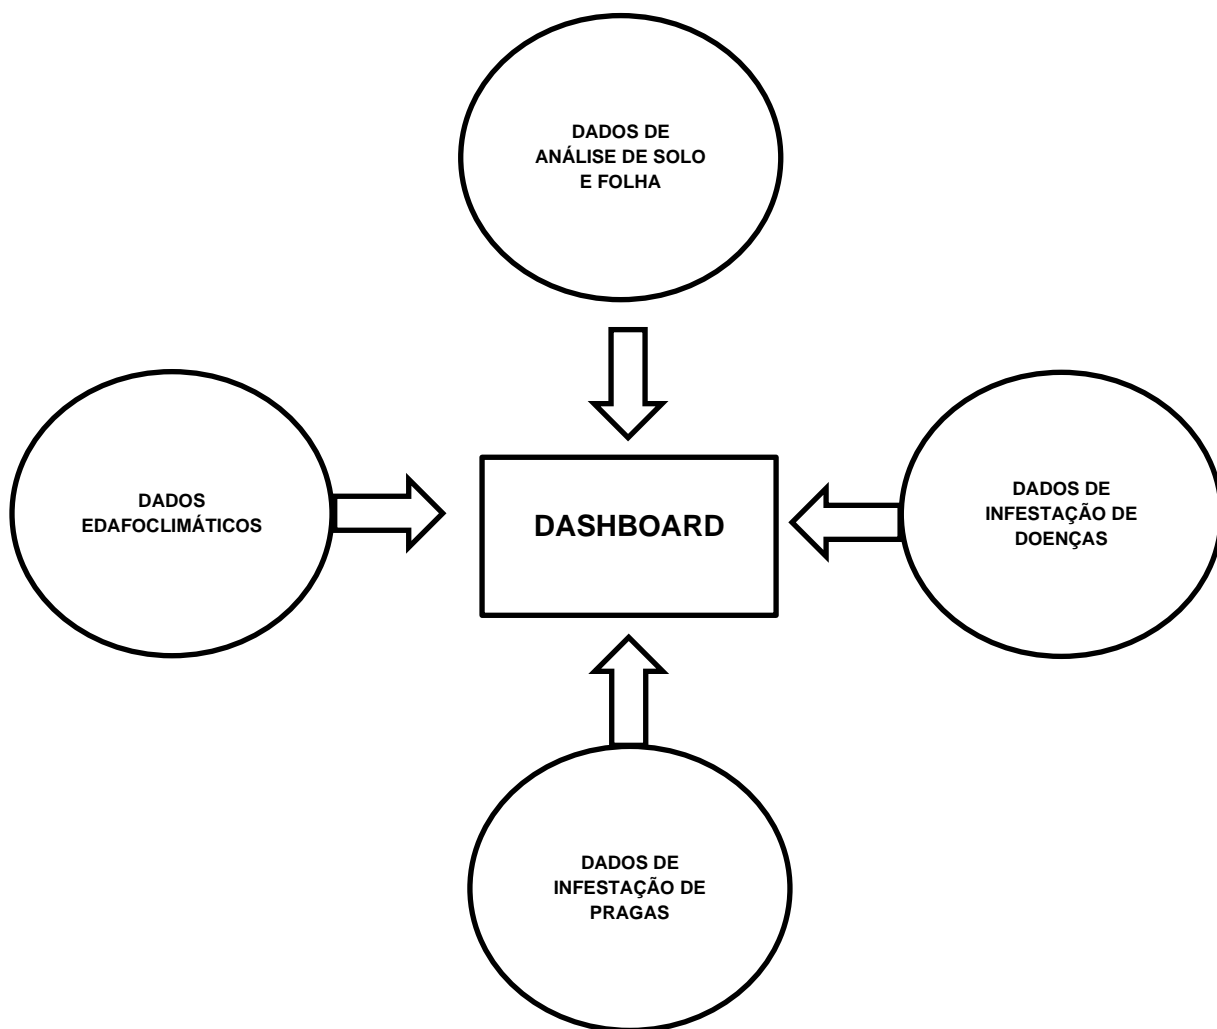 DADOS DE
ANÁLISE DE SOLO
E FOLHA
DADOS
EDAFOCLIMÁTICOS
DASHBOARD
DADOS DE
INFESTAÇÃO DE
DOENÇAS
DADOS DE
INFESTAÇÃO DE
PRAGAS